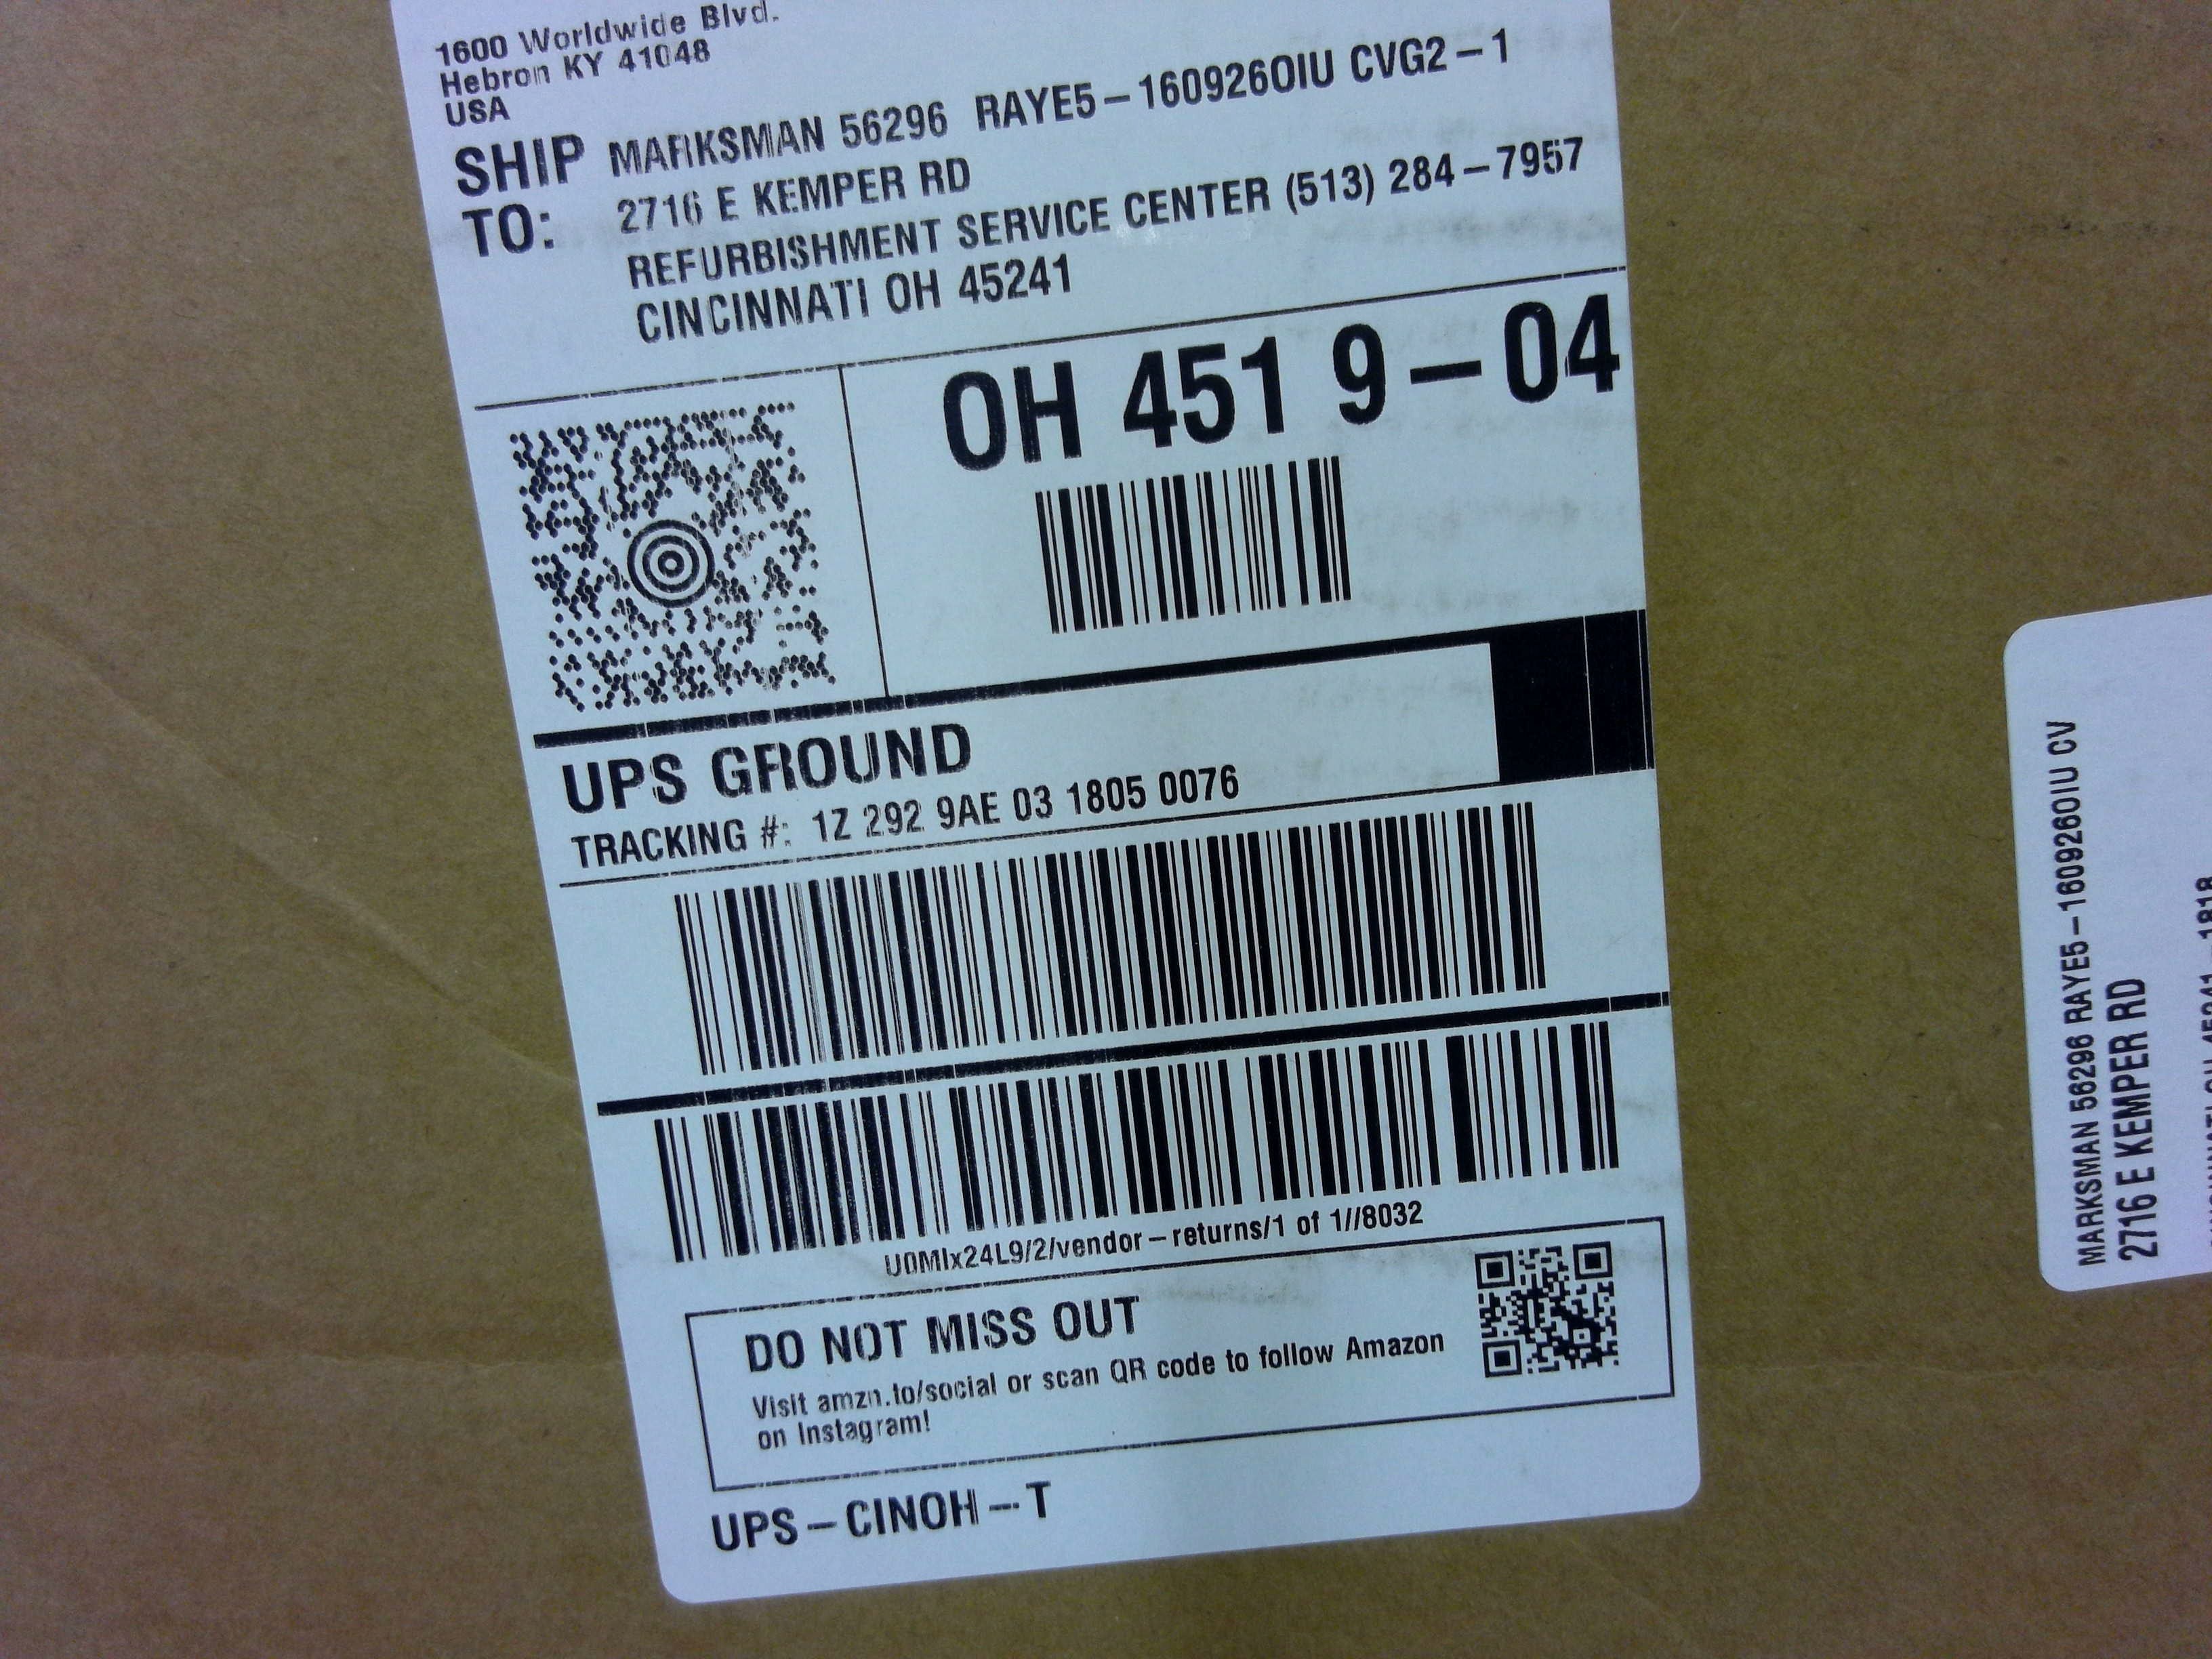 1600 Worldwide Blvd.
Hebron KY 41048
USA
SHIP TO:
MARKSMAN 56296 RAYE5-160926OIU CVG2-1
2716 E KEMPER RD
REFURBISHMENT SERVICE CENTER (513) 284-7957
CINCINNATI OH 45241
OH 451 9-04
UPS GROUND
TRACKING #: 1Z 292 9AE 03 1805 0076
U0MIx24L9/2/vendor-returns/1 of 1//8032
DO NOT MISS OUT
Visit amzn.to/social or scan QR code to follow Amazon
on Instagram!
UPS-CINOH-T
MARKSMAN 56296 RAYE5-160926OIU CV
2716 E KEMPER RD